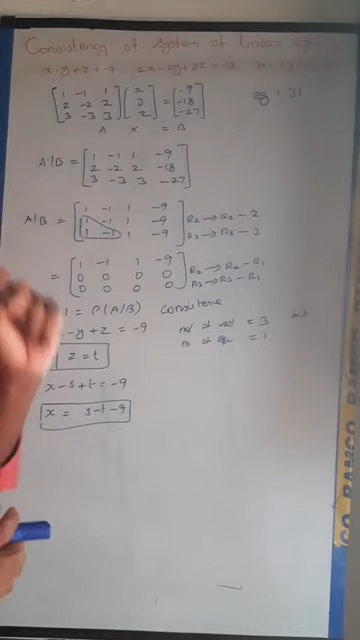 Consistency of System of linear
x-y+z=-9 2x-2y+2z=-18
[1 -1 1; 2 -2 2; 3 -3 3] [x; y; z] = [-9; -18; -27] eg: 31
A X = B
A/B = [1 -1 1 -9; 2 -2 2 -18; 3 -3 3 -27]
A/B = [1 -1 1 -9; 1 -1 1 -9; 1 -1 1 -9] R2→R2-2 R3→R3-3
= [1 -1 1 -9; 0 0 0 0; 0 0 0 0] R2→R2-R1 R3→R3-R1
1 = P(A/B) Consistence
-y+z=-9 no/ of var = 3 but
z=t no of equ = 1
x-s+t=-9
x = s-t-9
BAMCO